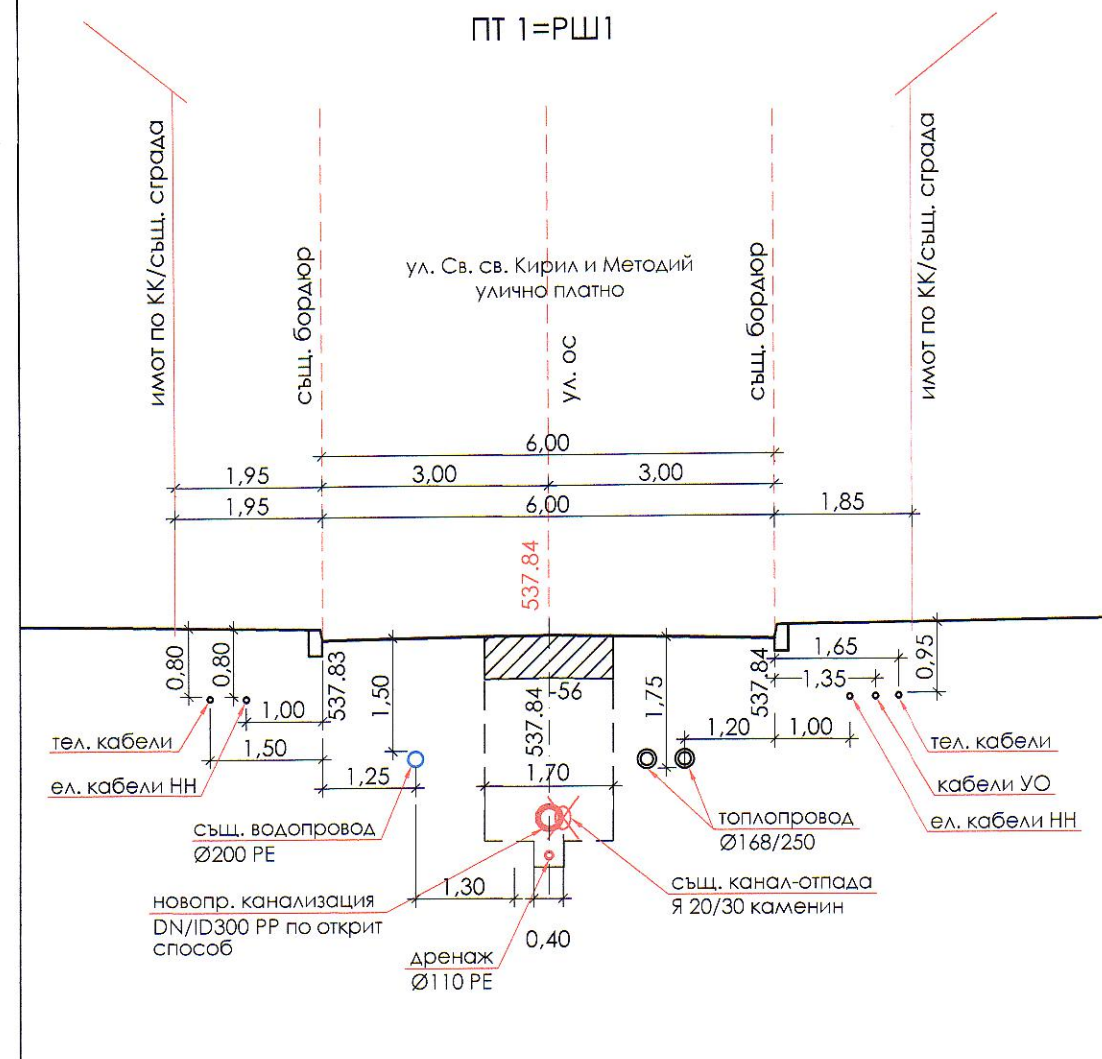 ПТ 1=РШ1
имот по КК/същ. сграда
същ. бордюр
ул. Св. св. Кирил и Методий
улично платно
ул. ос
същ. бордюр
имот по КК/същ. сграда
6,00
1,95
3,00
3,00
1,95
6,00
1,85
537.84
0,80
0,80
537.83
1,50
-56
537.84
1,75
537.84
1,65
0,95
1,35
1,00
1,20
1,00
тел. кабели
1,50
тел. кабели
ел. кабели НН
1,25
1,70
кабели УО
същ. водопровод
Ø200 PE
топлопровод
Ø168/250
ел. кабели НН
1,30
същ. канал-отпада
Я 20/30 каменин
новопр. канализация
DN/ID300 PP по открит
способ
0,40
дренаж
Ø110 PE